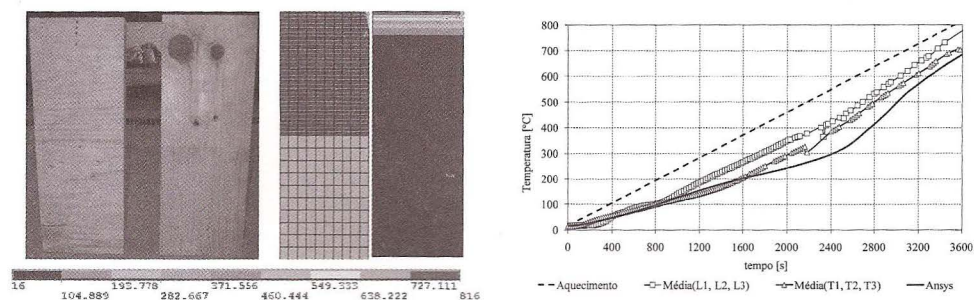 16 193.778 371.556 549.333 727.111
104.889 282.667 460.444 638.222 816
Temperatura [°C]
800
700
600
500
400
300
200
100
0
0 400 800 1200 1600 2000 2400 2800 3200 3600
tempo [s]
Aquecimento Média(L1, L2, L3) Média(T1, T2, T3) Ansys